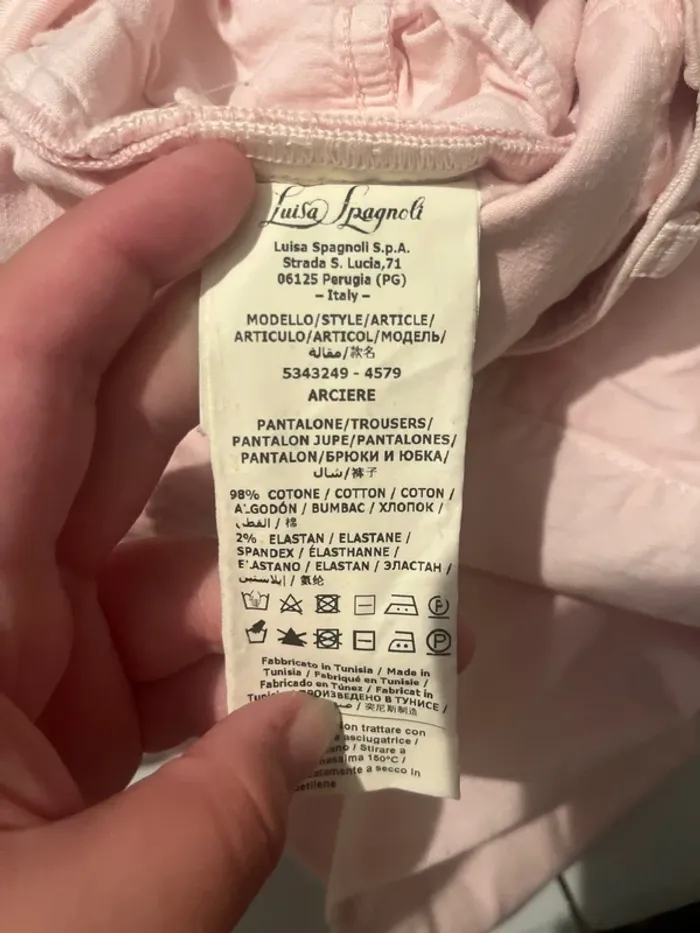 Luisa Spagnoli
Luisa Spagnoli S.p.A.
Strada S. Lucia,71
06125 Perugia (PG)
– Italy –
MODELLO/STYLE/ARTICLE/
ARTICULO/ARTICOL/МОДЕЛЬ/
مقالة/款名
5343249 - 4579
ARCIERE
PANTALONE/TROUSERS/
PANTALON JUPE/PANTALONES/
PANTALON/БРЮКИ И ЮБКА/
شال/裤子
98% COTONE / COTTON / COTON /
ALGODÓN / BUMBAC / ХЛОПОК /
القطن / 棉
2% ELASTAN / ELASTANE /
SPANDEX / ÉLASTHANNE /
ELASTANO / ELASTAN / ЭЛАСТАН /
إيلاستين / 氨纶
P
P
Fabbricato in Tunisia / Made in
Tunisia / Fabriqué en Tunisie /
Fabricado en Túnez / Fabricat in
ПРОИЗВЕДЕНО В ТУНИСЕ /
/ 突尼斯制造
trattare con
asciugatrice /
/ Stirare a
150°C /
a secco in